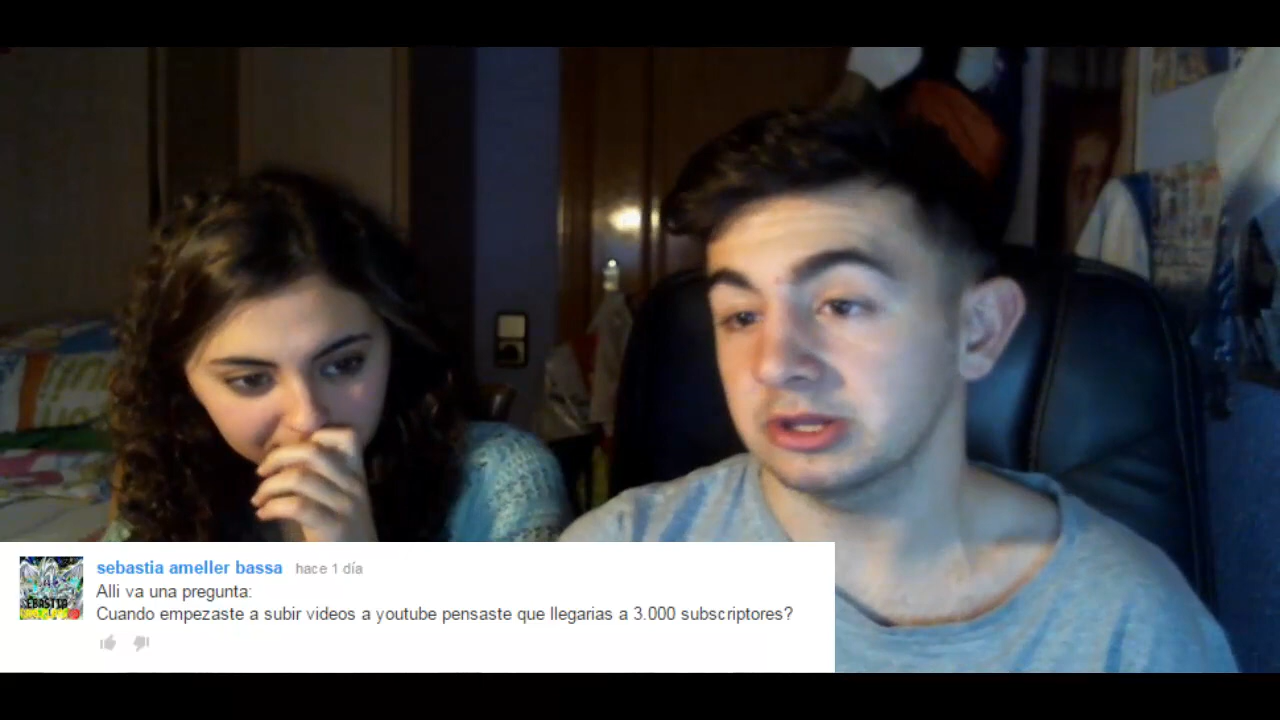 sebastia ameller bassa hace 1 día
Alli va una pregunta:
Cuando empezaste a subir videos a youtube pensaste que llegarias a 3.000 subscriptores?